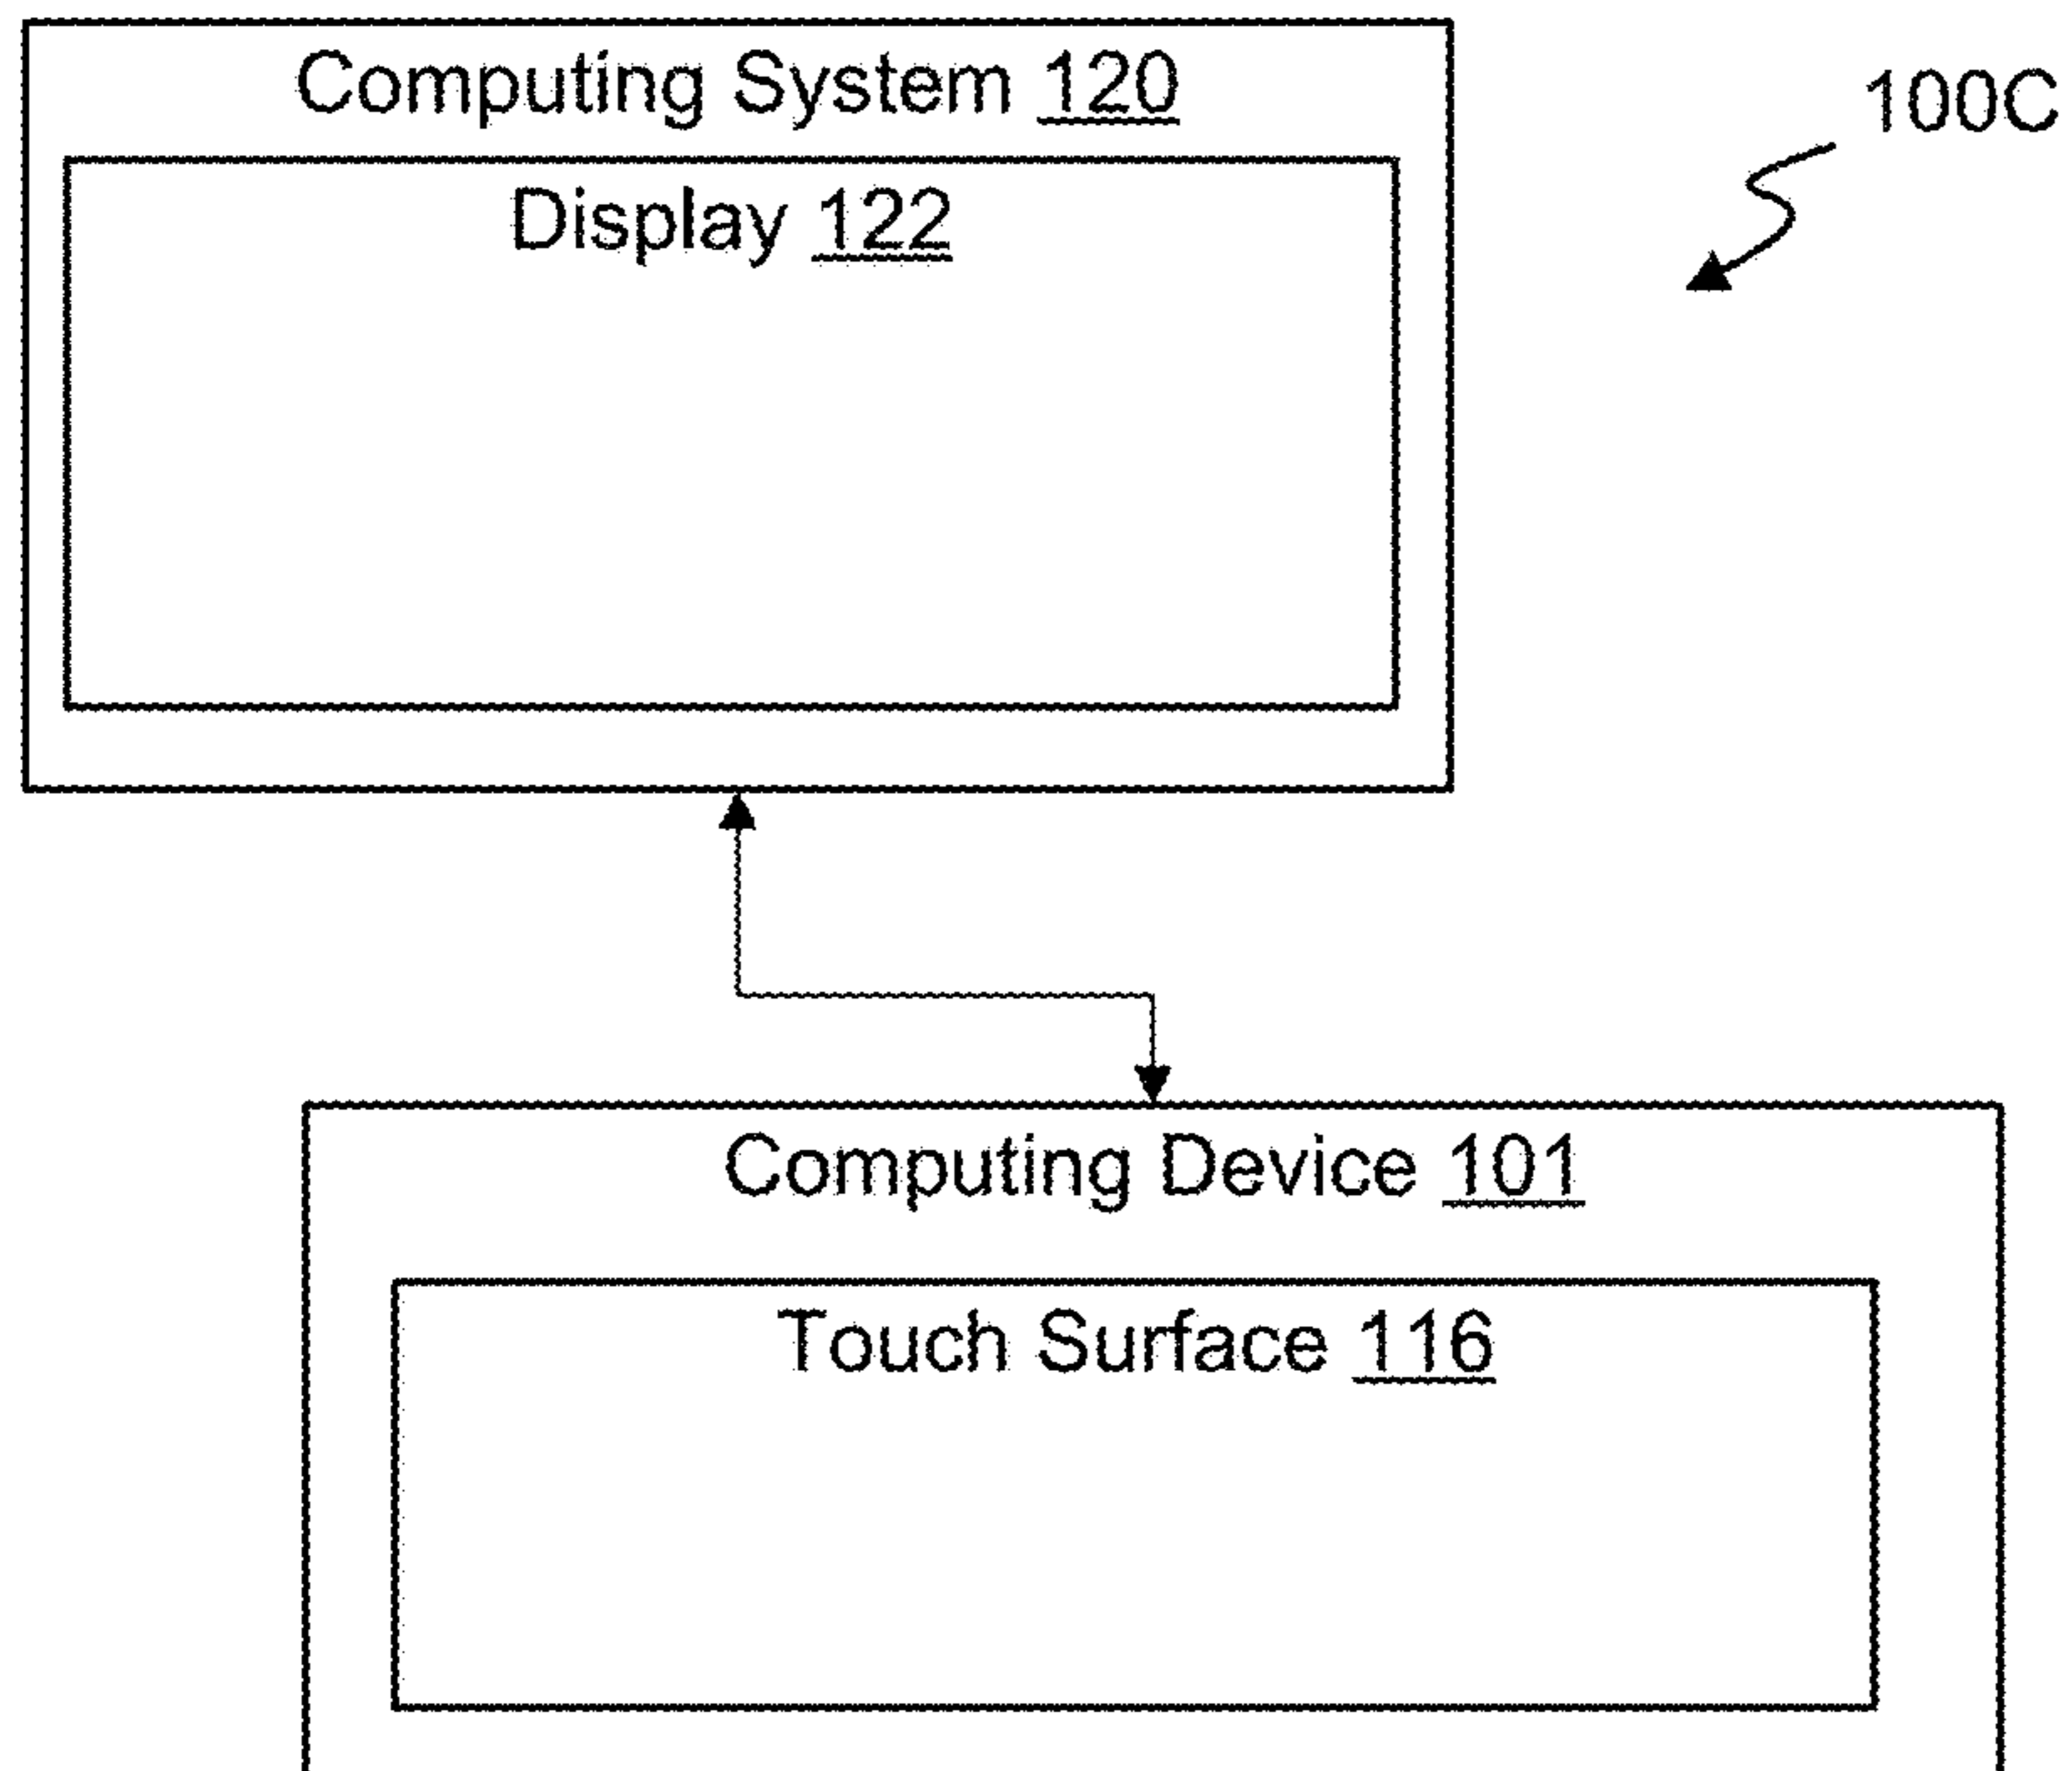 Computing System 120
100C
Display 122
Computing Device 101
Touch Surface 116